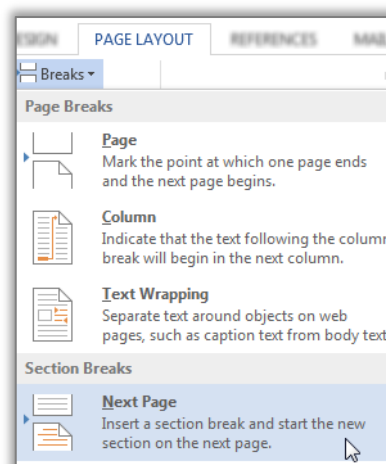 PAGE LAYOUT
REFERENCES
Breaks
Page Breaks
Page
Mark the point at which one page ends
and the next page begins.
Column
Indicate that the text following the column
break will begin in the next column.
Text Wrapping
Separate text around objects on web
pages, such as caption text from body text
Section Breaks
Next Page
Insert a section break and start the new
section on the next page.